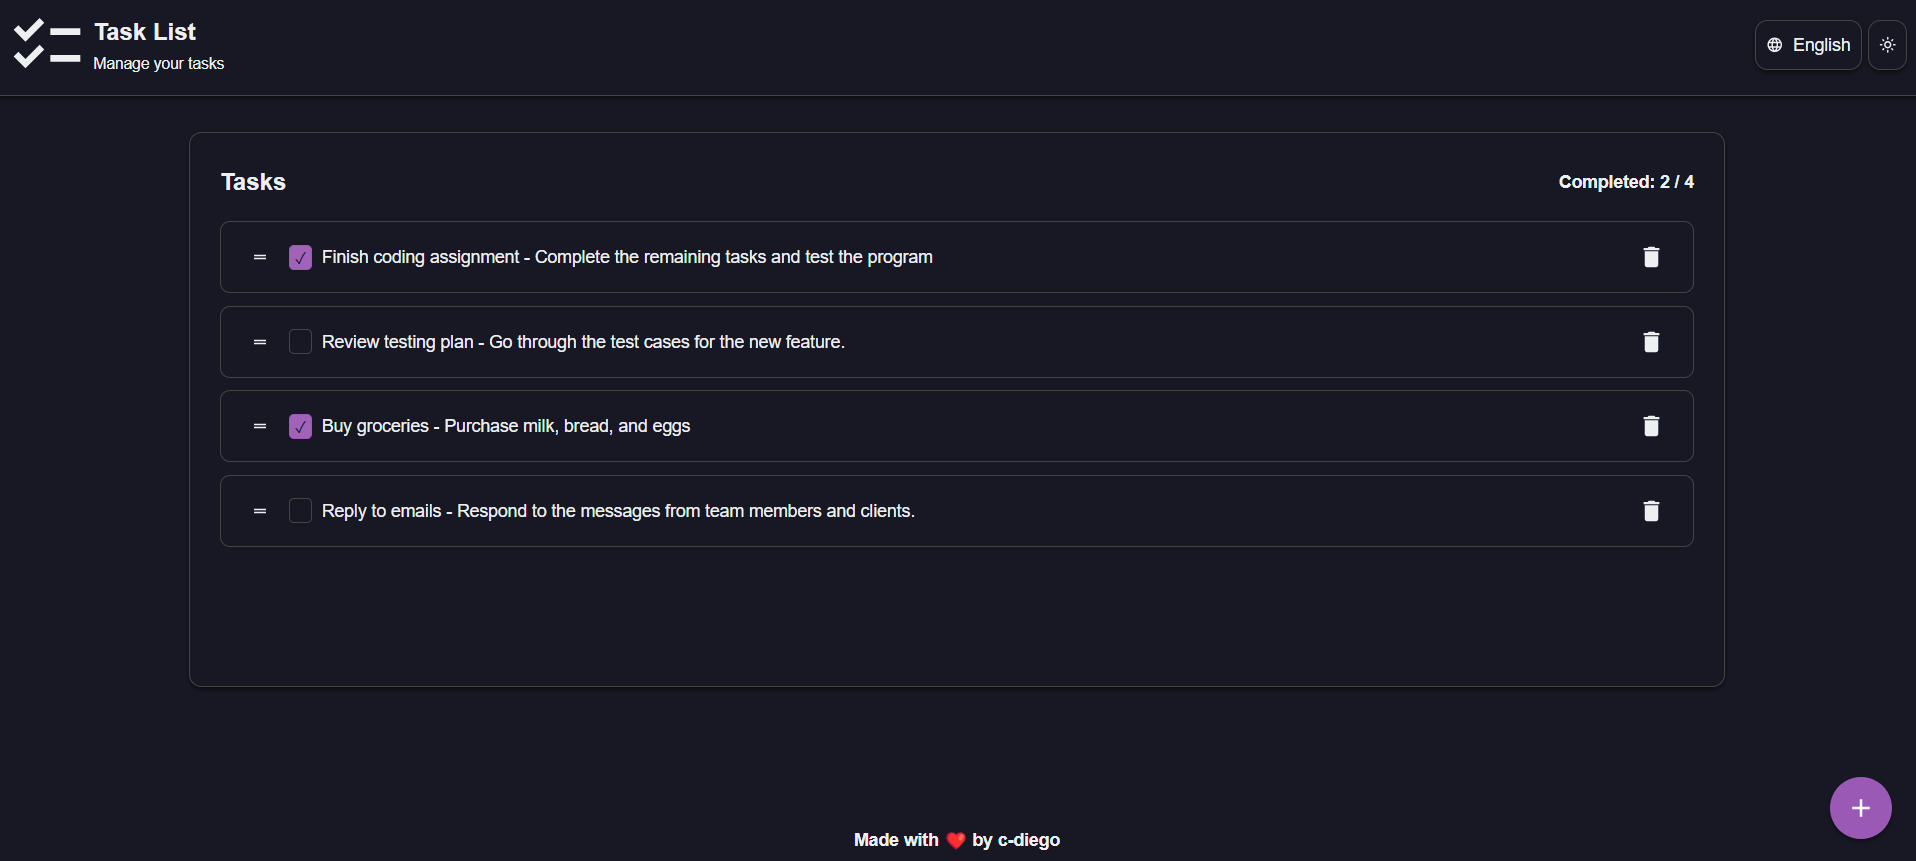 Task List
Manage your tasks
English
Tasks
Completed: 2 / 4
Finish coding assignment - Complete the remaining tasks and test the program
Review testing plan - Go through the test cases for the new feature.
Buy groceries - Purchase milk, bread, and eggs
Reply to emails - Respond to the messages from team members and clients.
Made with ❤️ by c-diego